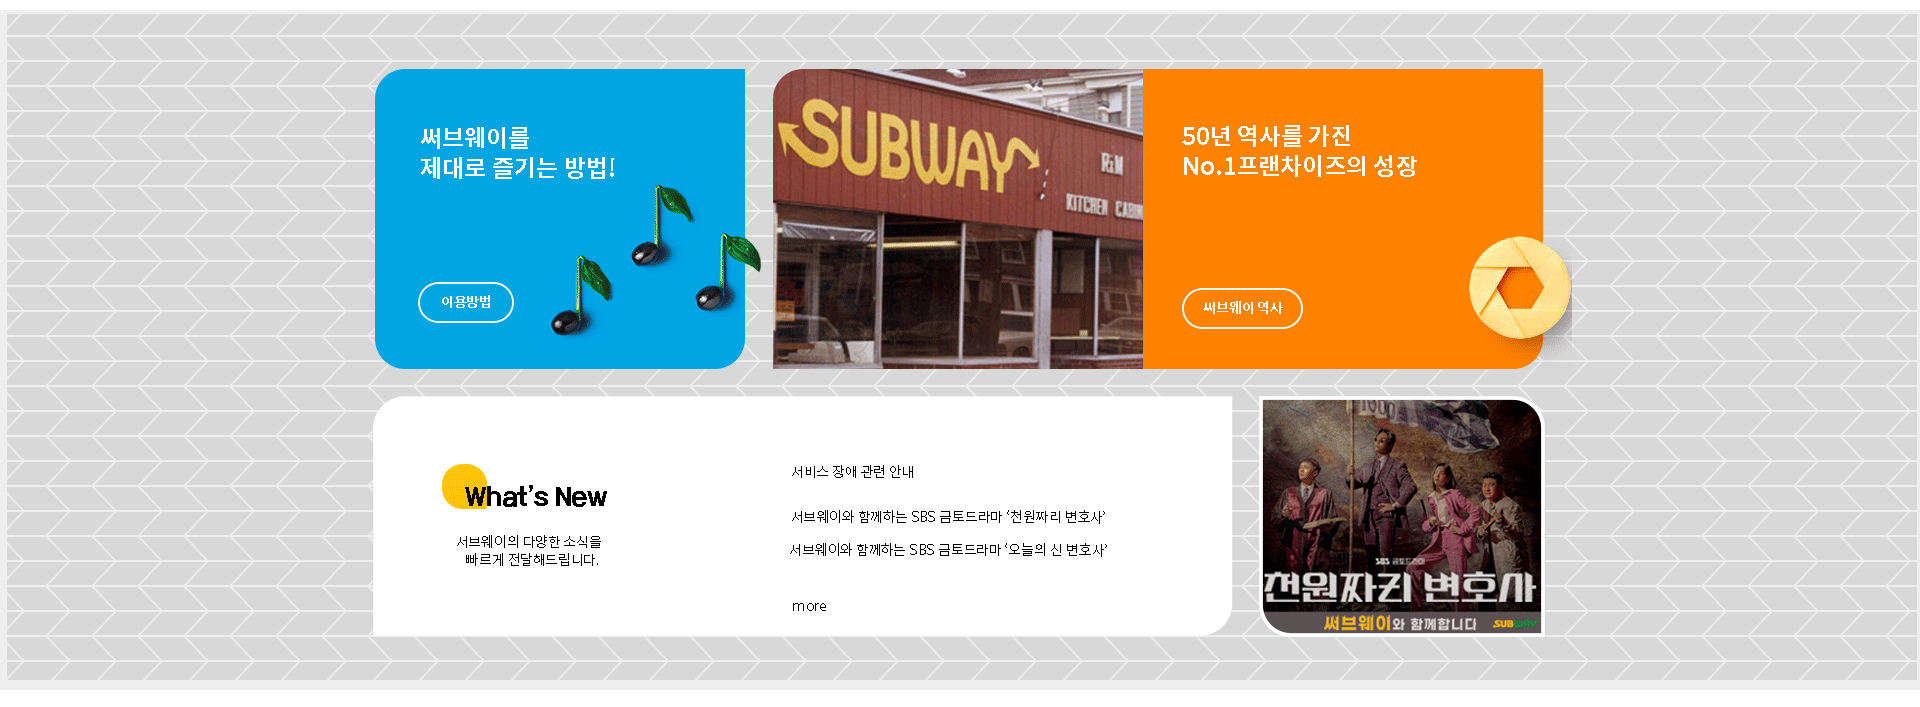 써브웨이를
제대로 즐기는 방법!
이용방법
SUBWAY
R&M
KITCHEN CABIN
50년 역사를 가진
No.1프랜차이즈의 성장
써브웨이 역사
What's New
서브웨이의 다양한 소식을
빠르게 전달해드립니다.
서비스 장애 관련 안내
서브웨이와 함께하는 SBS 금토드라마 ‘천원짜리 변호사’
서브웨이와 함께하는 SBS 금토드라마 ‘오늘의 신 변호사’
more
1000
SBS 금토드라마
천원짜리 변호사
써브웨이와 함께합니다
SUBWAY